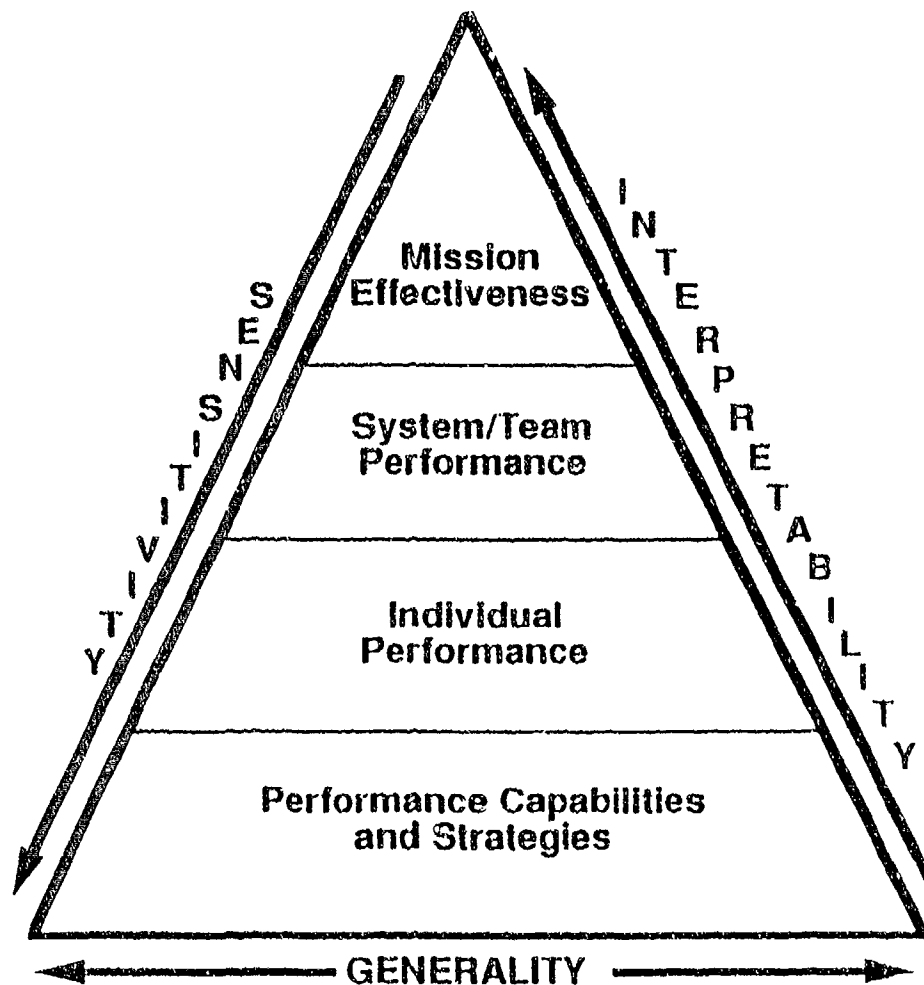 Mission
Effectiveness
System/Team
Performance
Individual
Performance
Performance Capabilities
and Strategies
SENSITIVITY
INTERPRETABILITY
GENERALITY